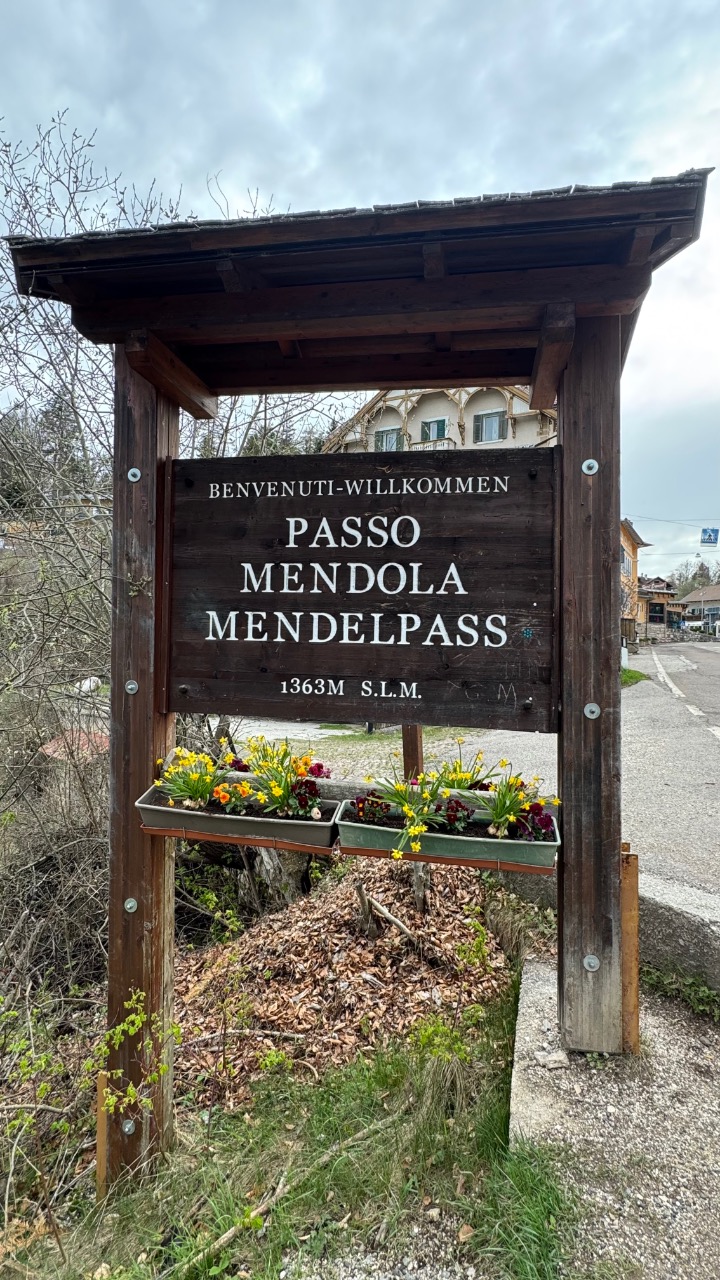 BENVENUTI-WILLKOMMEN
PASSO
MENDOLA
MENDELPASS
1363M S.L.M.